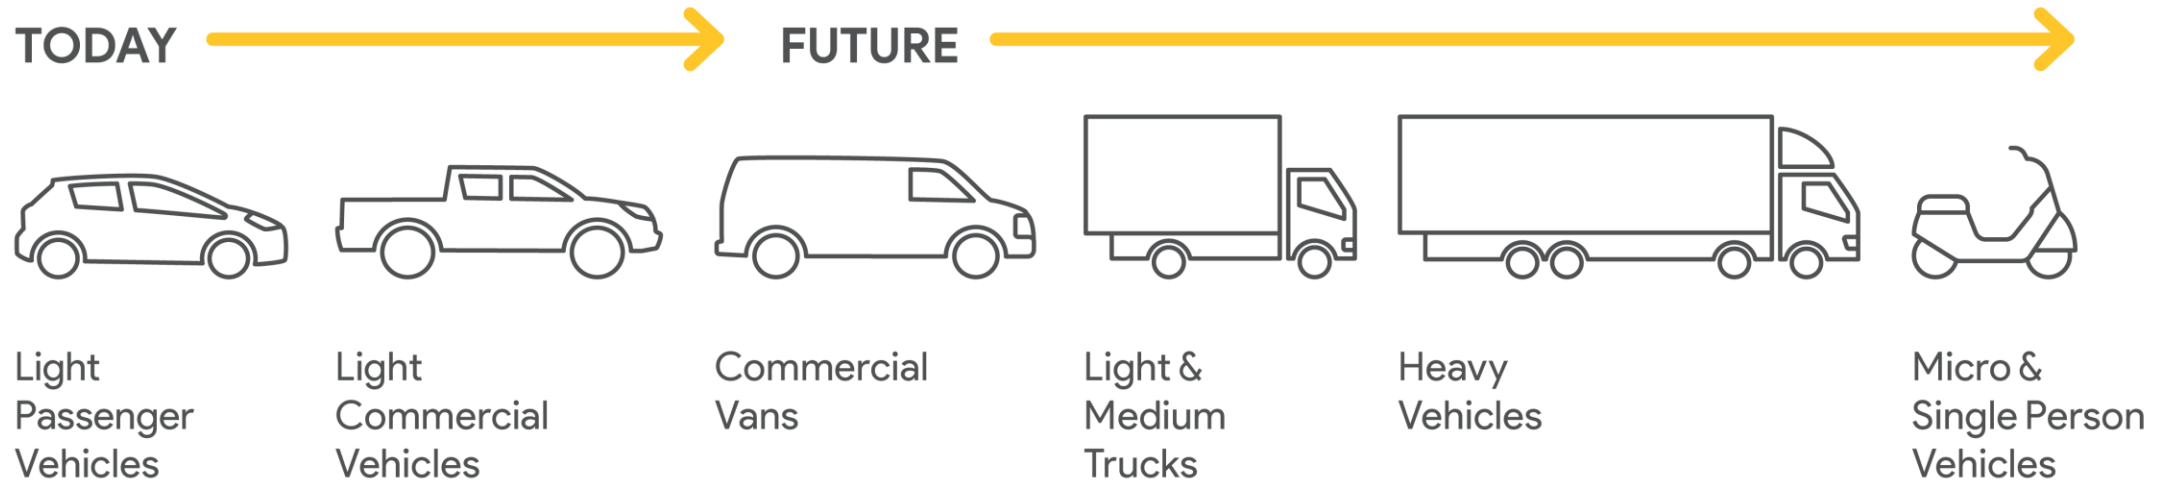 TODAY
FUTURE
Light
Passenger
Vehicles
Light
Commercial
Vehicles
Commercial
Vans
Light &
Medium
Trucks
Heavy
Vehicles
Micro &
Single Person
Vehicles